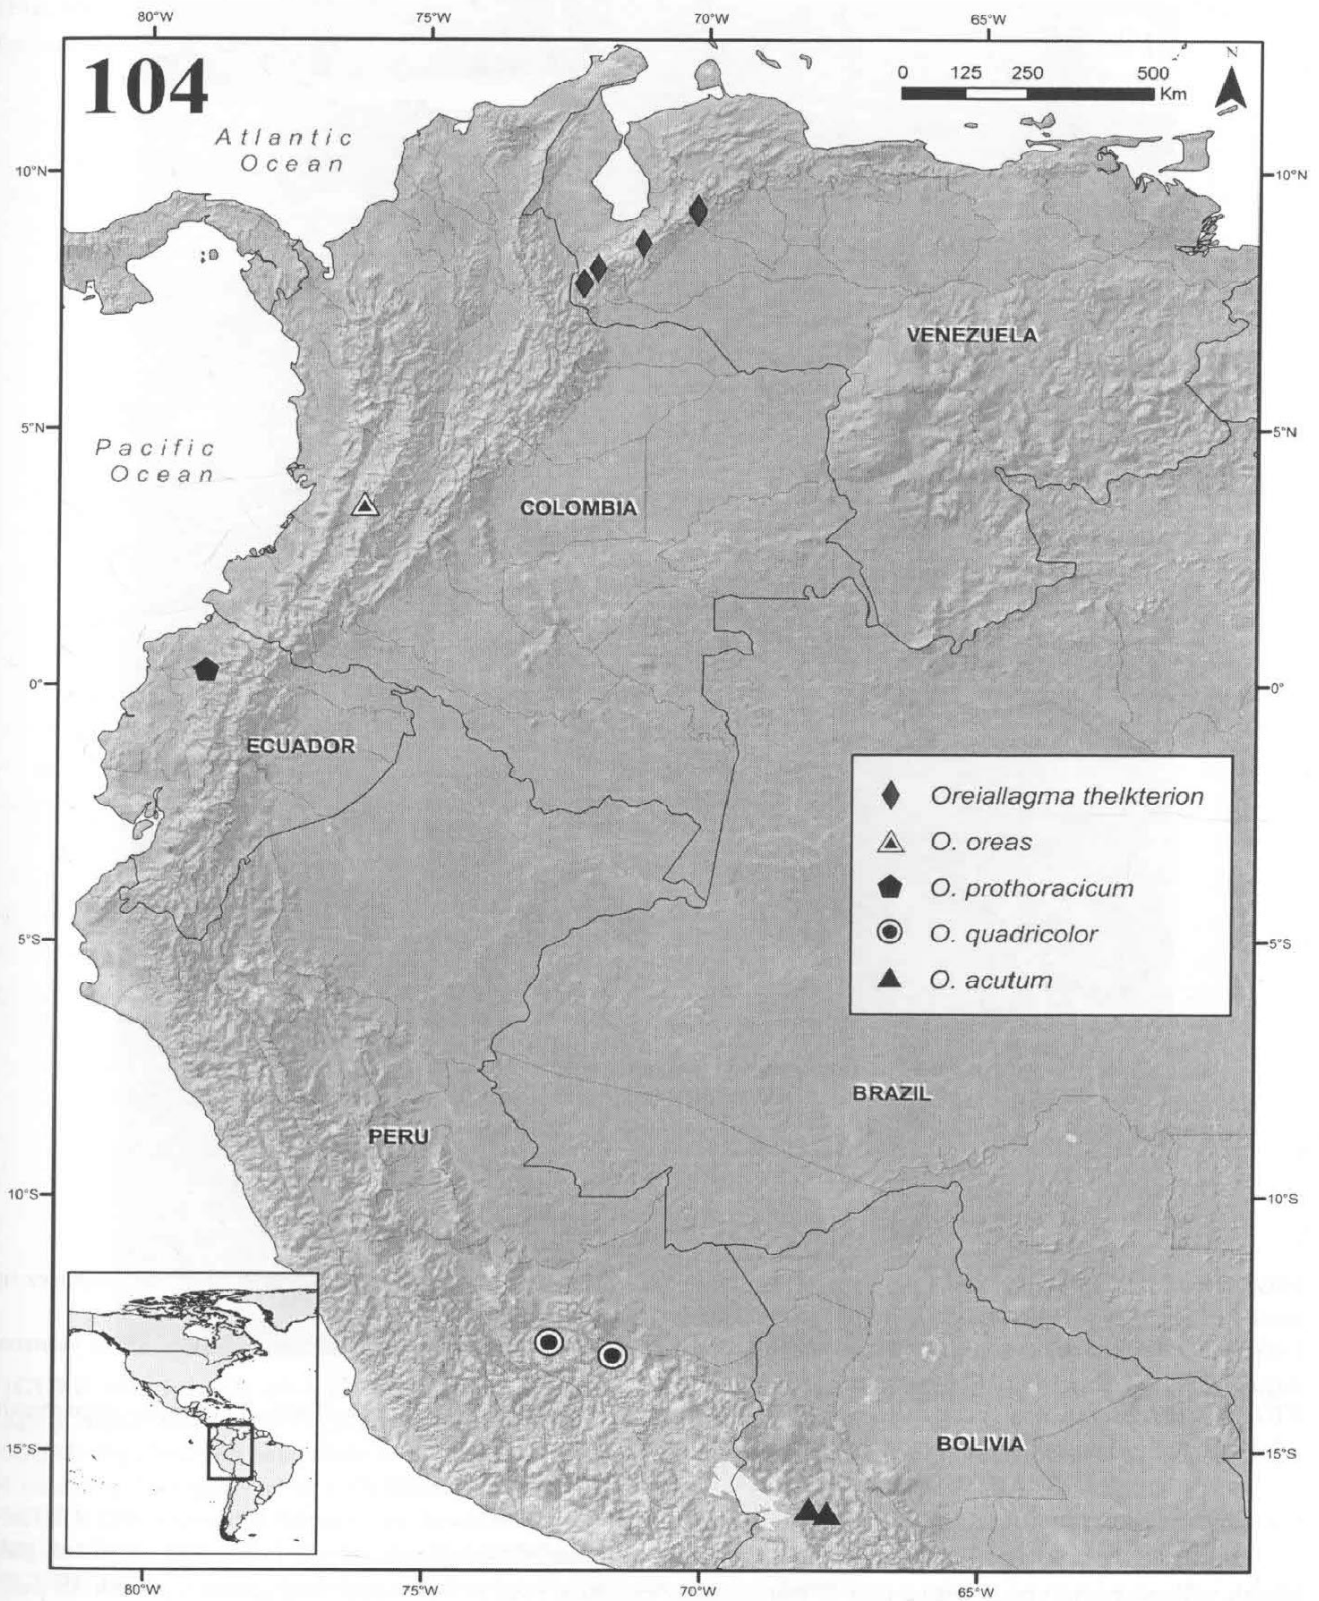 80°W 75°W 70°W 65°W
104
N
0 125 250 500
Km
Atlantic
Ocean
10°N 10°N
VENEZUELA
5°N 5°N
Pacific
Ocean
COLOMBIA
0° 0°
ECUADOR
Oreiallagma thelkterion
O. oreas
O. prothoracicum
O. quadricolor
O. acutum
5°S 5°S
BRAZIL
PERU
10°S 10°S
BOLIVIA
15°S 15°S
80°W 75°W 70°W 65°W